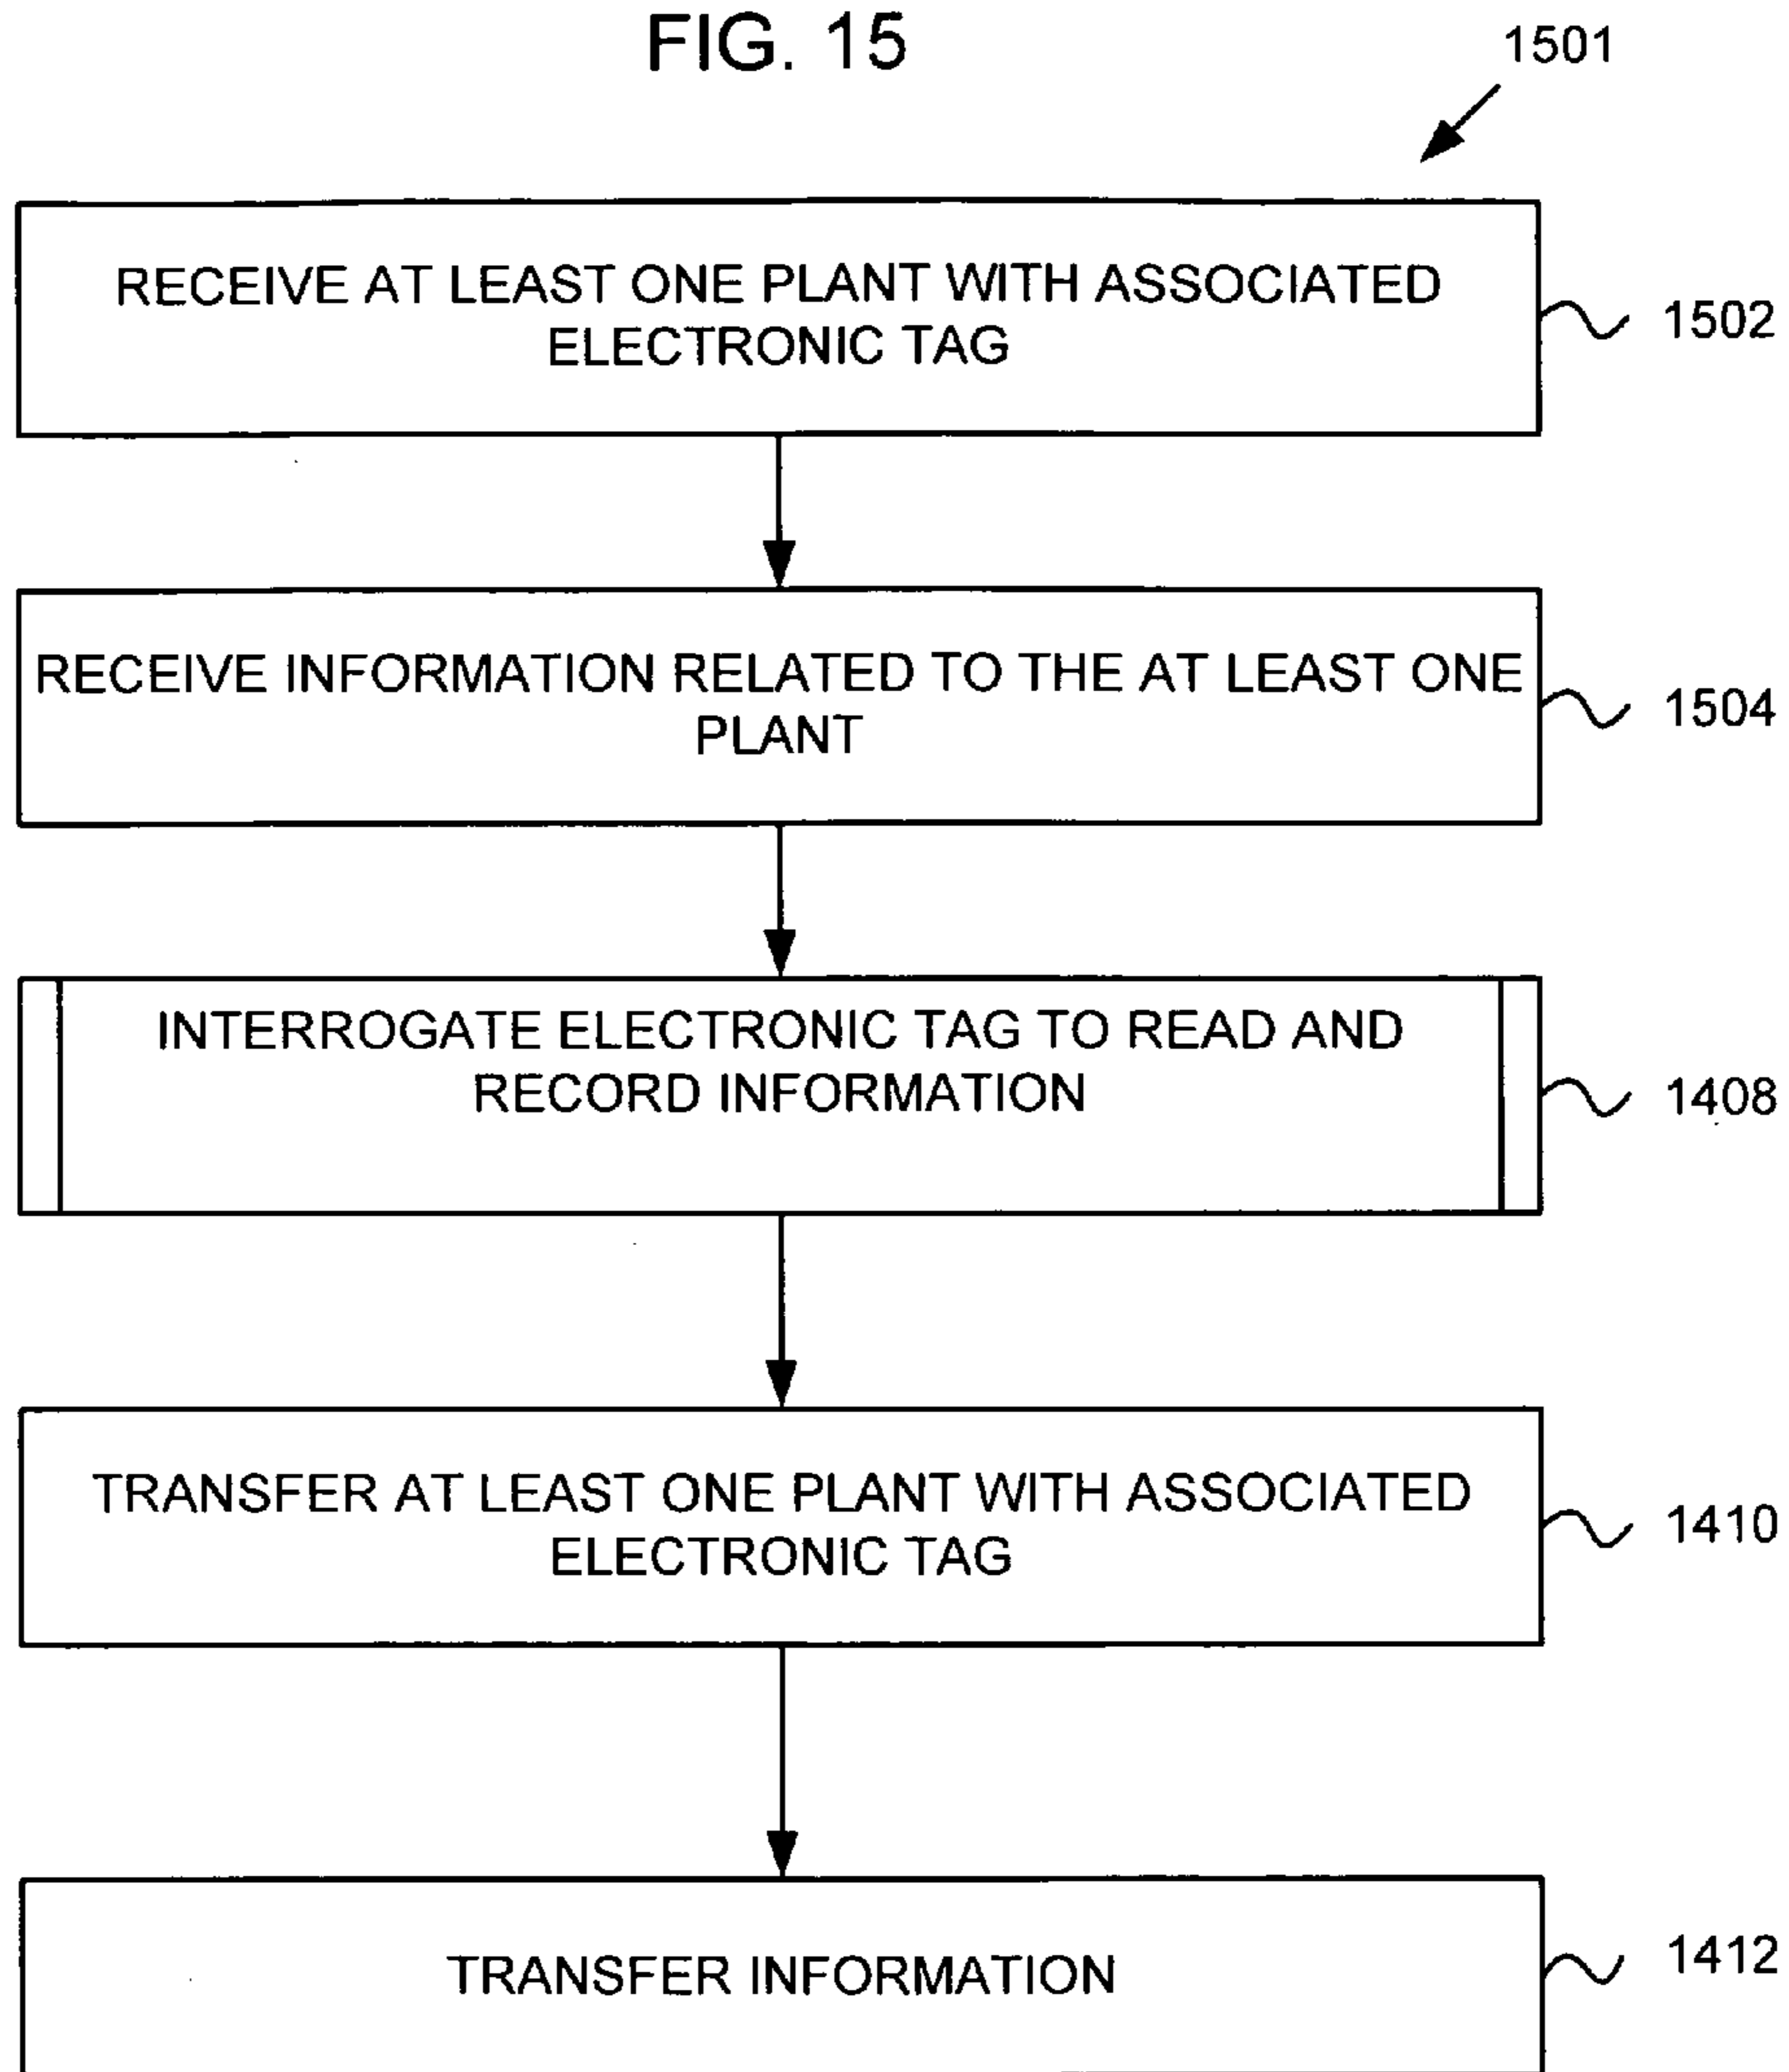 FIG. 15
1501
RECEIVE AT LEAST ONE PLANT WITH ASSOCIATED
ELECTRONIC TAG
1502
RECEIVE INFORMATION RELATED TO THE AT LEAST ONE
PLANT
1504
INTERROGATE ELECTRONIC TAG TO READ AND
RECORD INFORMATION
1408
TRANSFER AT LEAST ONE PLANT WITH ASSOCIATED
ELECTRONIC TAG
1410
TRANSFER INFORMATION
1412